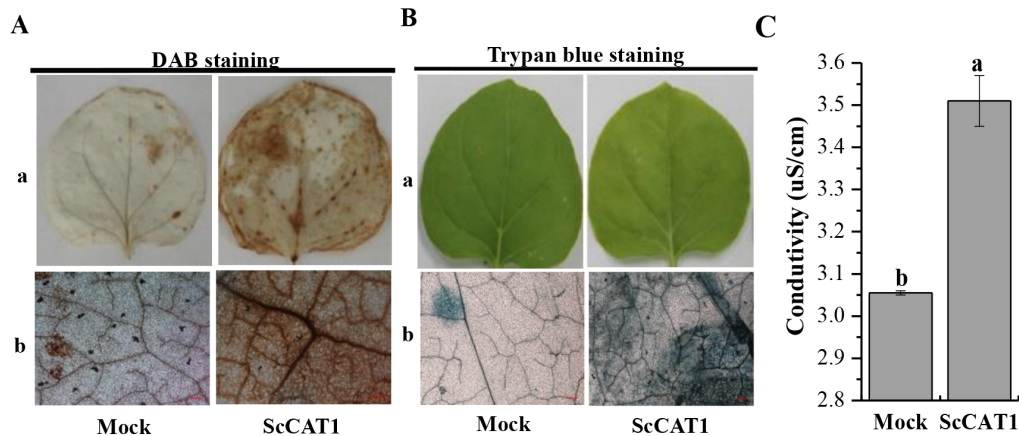 A
DAB staining
a
b
Mock ScCAT1
B
Trypan blue staining
a
b
Mock ScCAT1
C
Condutivity (uS/cm)
3.6
3.5
3.4
3.3
3.2
3.1
3.0
2.9
2.8
b
a
Mock ScCAT1